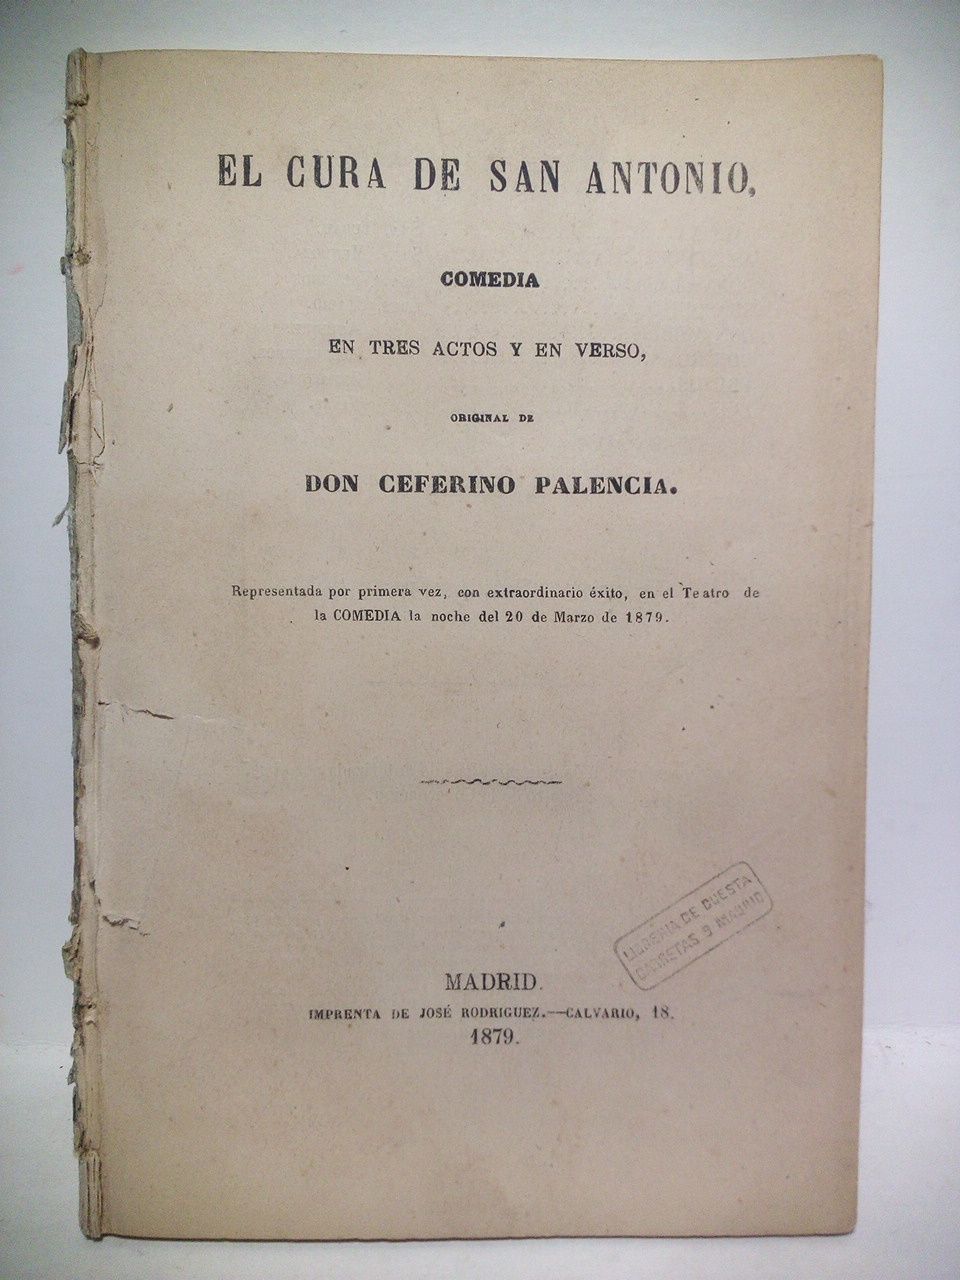 EL CURA DE SAN ANTONIO,
COMEDIA
EN TRES ACTOS Y EN VERSO,
ORIGINAL DE
DON CEFERINO PALENCIA.
Representada por primera vez, con extraordinario éxito, en el Teatro de
la COMEDIA la noche del 20 de Marzo de 1879.
LIBRERIA DE CUESTA
CARRETAS 9 MADRID
MADRID.
IMPRENTA DE JOSÉ RODRIGUEZ.—CALVARIO, 18.
1879.